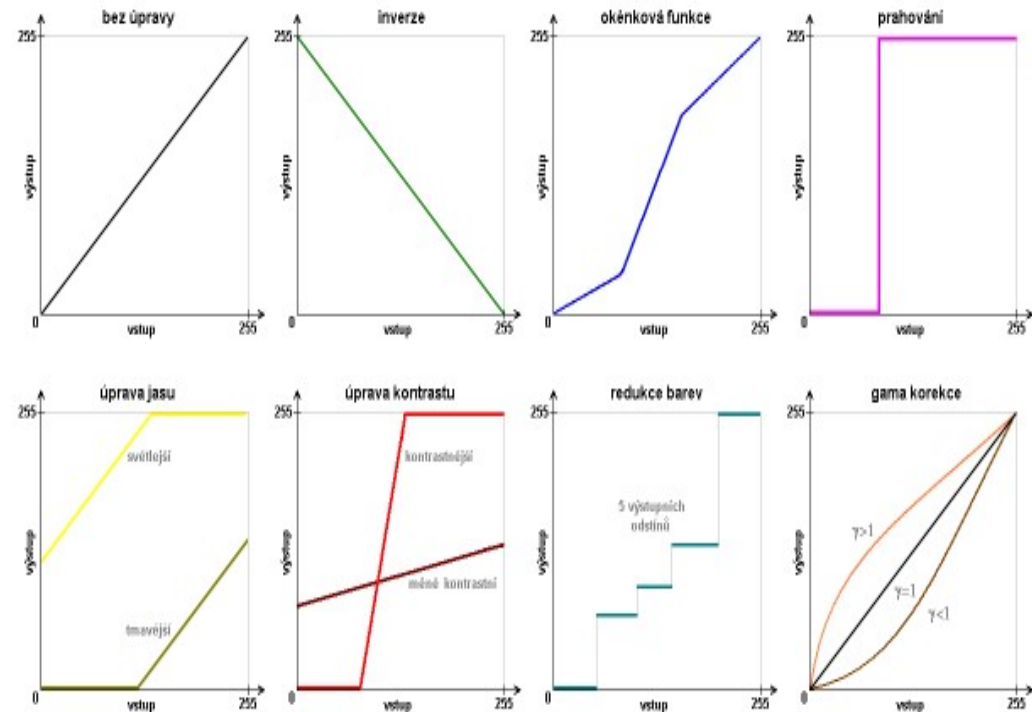 bez úpravy
255
výstup
0
vstup
255
inverze
255
výstup
0
vstup
255
okénková funkce
255
výstup
0
vstup
255
prahování
255
výstup
0
vstup
255
úprava jasu
255
světlejší
výstup
tmavější
0
vstup
255
úprava kontrastu
255
kontrastnější
výstup
méně kontrastní
0
vstup
255
redukce barev
255
5 výstupních
odstínů
výstup
0
vstup
255
gama korekce
255
γ>1
výstup
γ=1
γ<1
0
vstup
255